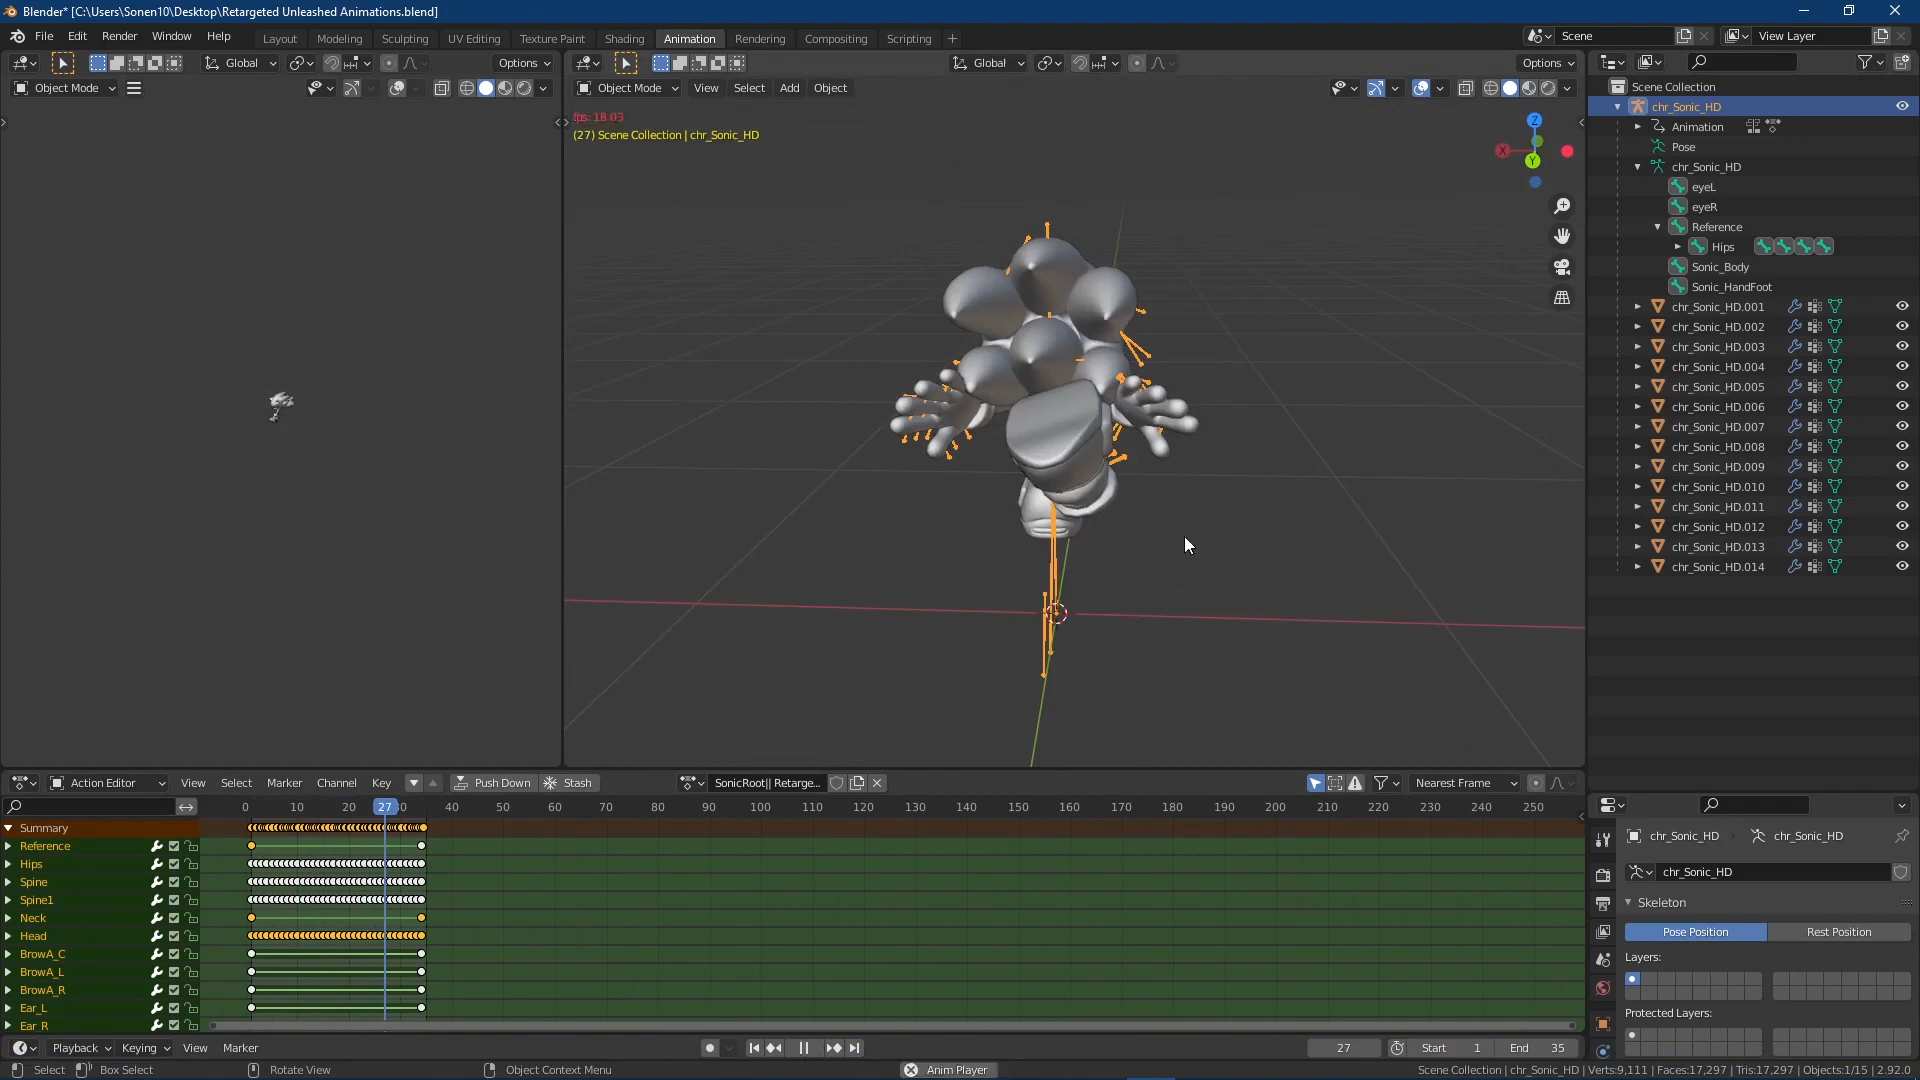 Blender* [C:\Users\Sonen10\Desktop\Retargeted Unleashed Animations.blend]
File Edit Render Window Help Layout Modeling Sculpting UV Editing Texture Paint Shading Animation Rendering Compositing Scripting + Scene View Layer
Global Options Global Options
Object Mode Object Mode View Select Add Object
fps: 18.03
(27) Scene Collection | chr_Sonic_HD
Z
X
Y
Scene Collection
chr_Sonic_HD
Animation
Pose
chr_Sonic_HD
eyeL
eyeR
Reference
Hips
Sonic_Body
Sonic_HandFoot
chr_Sonic_HD.001
chr_Sonic_HD.002
chr_Sonic_HD.003
chr_Sonic_HD.004
chr_Sonic_HD.005
chr_Sonic_HD.006
chr_Sonic_HD.007
chr_Sonic_HD.008
chr_Sonic_HD.009
chr_Sonic_HD.010
chr_Sonic_HD.011
chr_Sonic_HD.012
chr_Sonic_HD.013
chr_Sonic_HD.014
Action Editor View Select Marker Channel Key Push Down Stash SonicRoot|| Retarge... Nearest Frame
0 10 20 27 30 40 50 60 70 80 90 100 110 120 130 140 150 160 170 180 190 200 210 220 230 240 250
Summary
Reference
Hips
Spine
Spine1
Neck
Head
BrowA_C
BrowA_L
BrowA_R
Ear_L
Ear_R
chr_Sonic_HD chr_Sonic_HD
chr_Sonic_HD
Skeleton
Pose Position Rest Position
Layers:
Protected Layers:
Playback Keying View Marker 27 Start 1 End 35
Select Box Select Rotate View Object Context Menu Anim Player Scene Collection | chr_Sonic_HD | Verts:9,111 | Faces:17,297 | Tris:17,297 | Objects:1/15 | 2.92.0